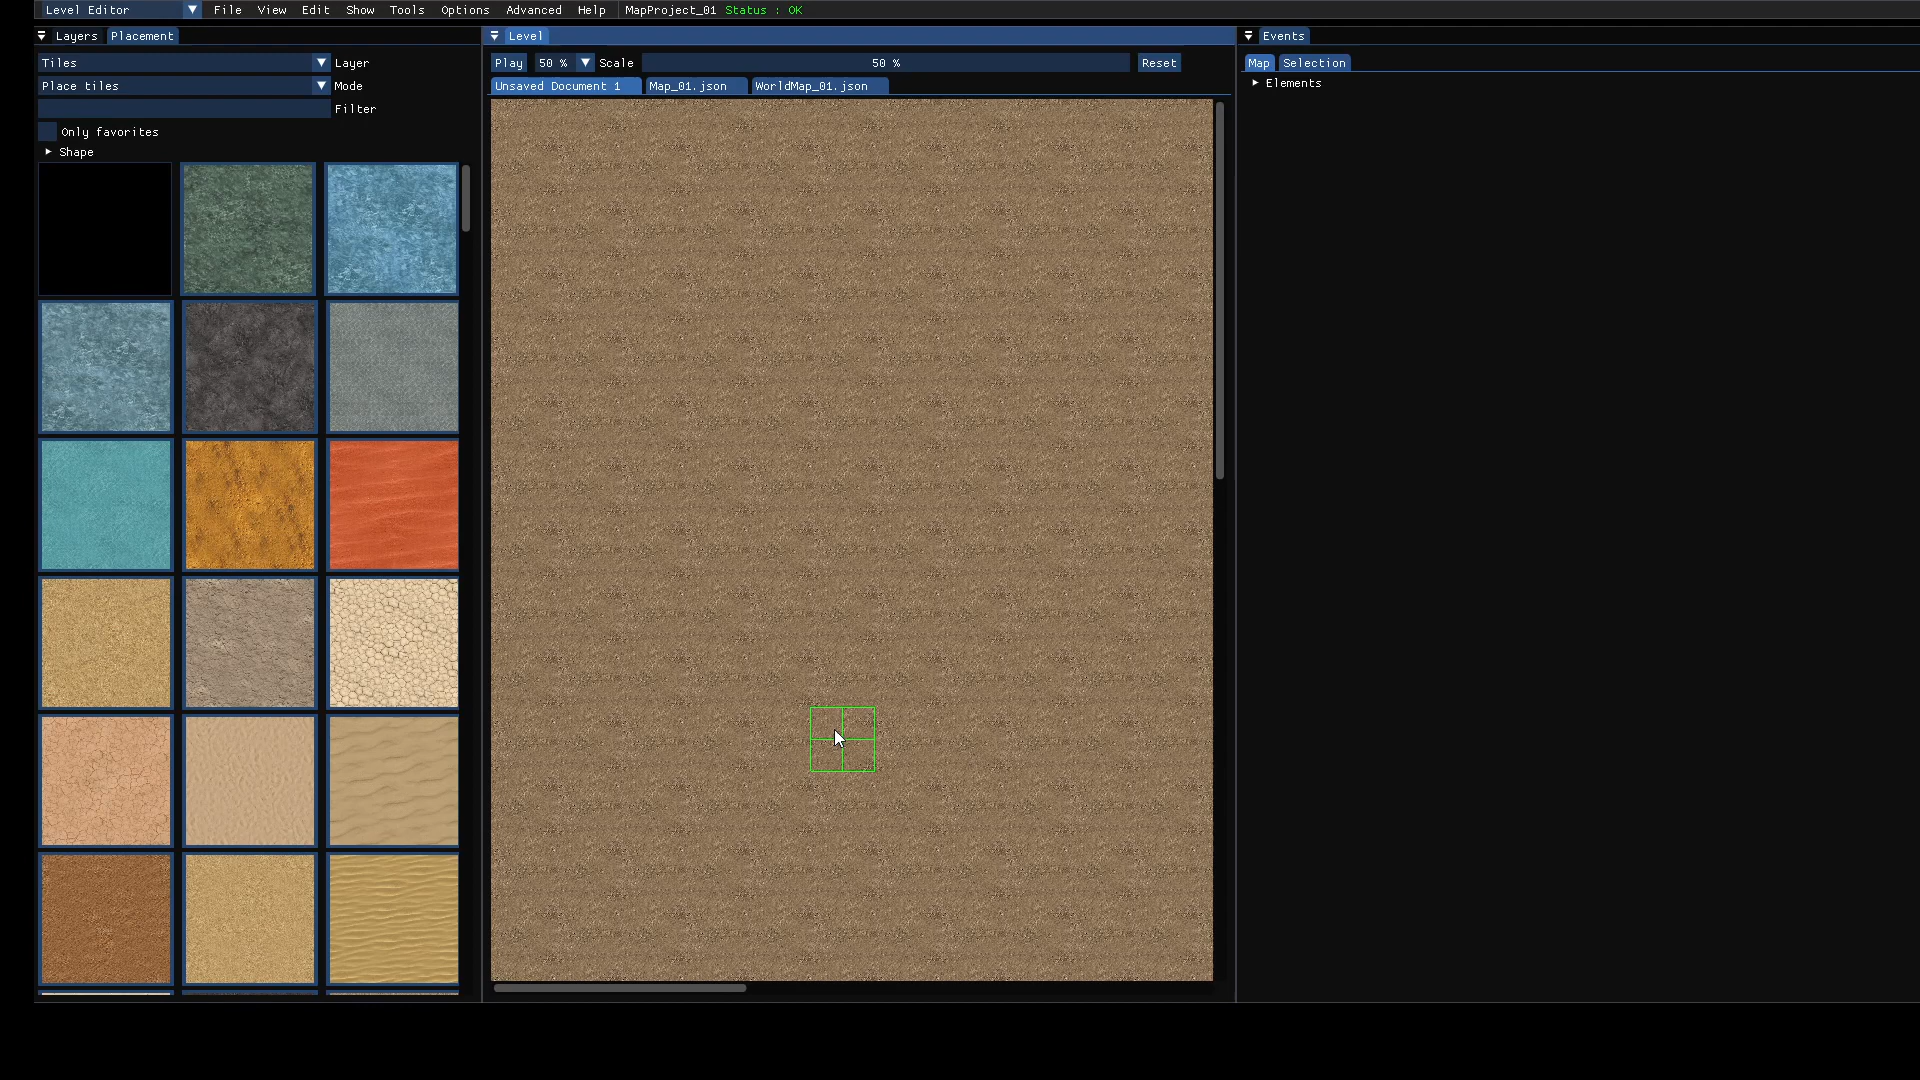 Level Editor File View Edit Show Tools Options Advanced Help MapProject_01 Status : OK
Layers Placement
Tiles Layer
Place tiles Mode
Filter
Only favorites
Shape
Level
Play 50 % Scale 50 % Reset
Unsaved Document 1 Map_01.json WorldMap_01.json
Events
Map Selection
Elements